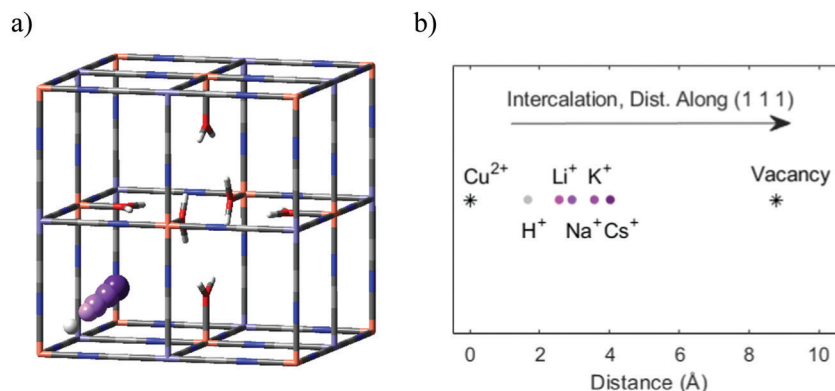 a)
b)
Intercalation, Dist. Along (1 1 1)
Cu²⁺
Li⁺
K⁺
Vacancy
H⁺
Na⁺
Cs⁺
0
2
4
6
8
10
Distance (Å)